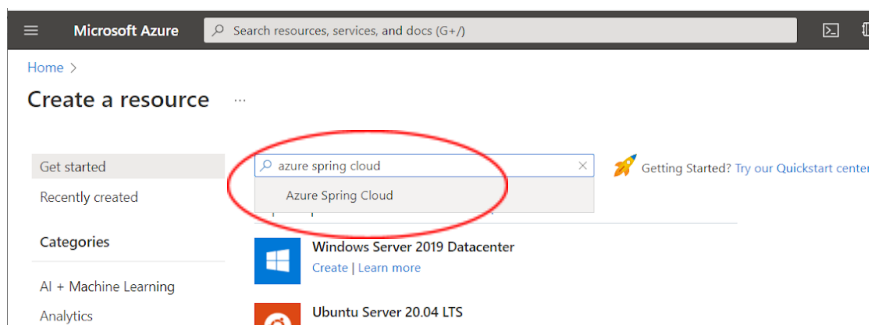 Microsoft Azure
Search resources, services, and docs (G+/)
Home >
Create a resource ...
Get started
azure spring cloud
Getting Started? Try our Quickstart center
Recently created
Azure Spring Cloud
Categories
Windows Server 2019 Datacenter
Create | Learn more
AI + Machine Learning
Ubuntu Server 20.04 LTS
Analytics